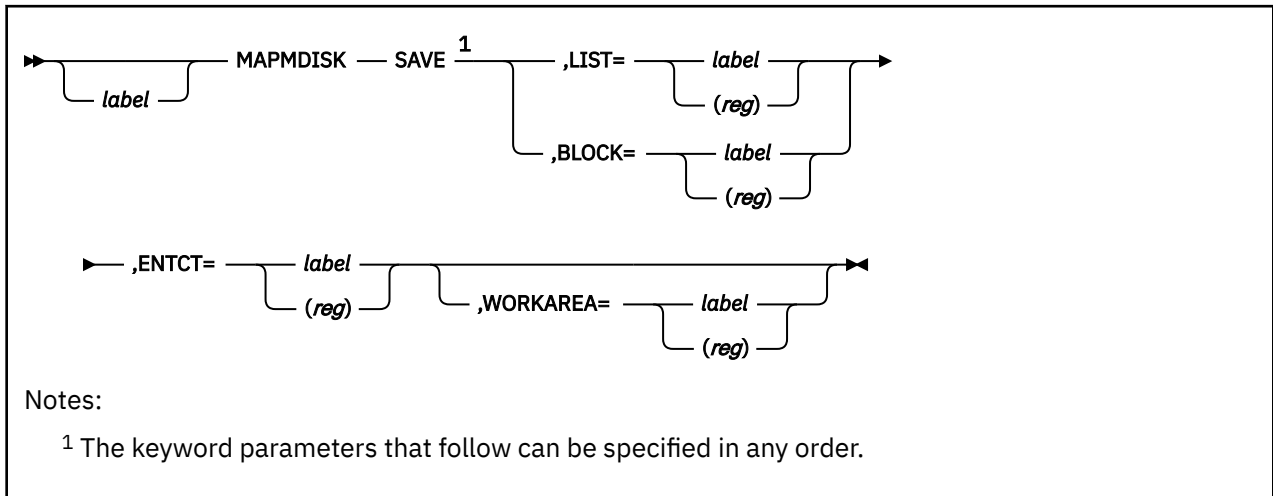 MAPMDISK SAVE 1 ,LIST= label
label (reg)
,BLOCK= label
(reg)
,ENTCT= label
(reg) ,WORKAREA= label
(reg)
Notes:
1 The keyword parameters that follow can be specified in any order.